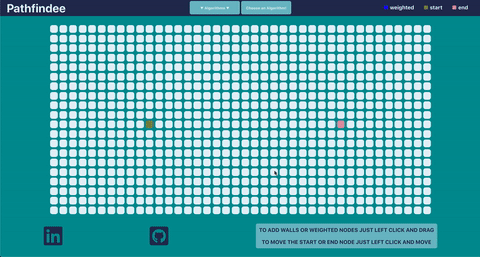 Pathfindee
▼ Algorithms ▼
Choose an Algorithm!
weighted
start
end
in
TO ADD WALLS OR WEIGHTED NODES JUST LEFT CLICK AND DRAG
TO MOVE THE START OR END NODE JUST LEFT CLICK AND MOVE